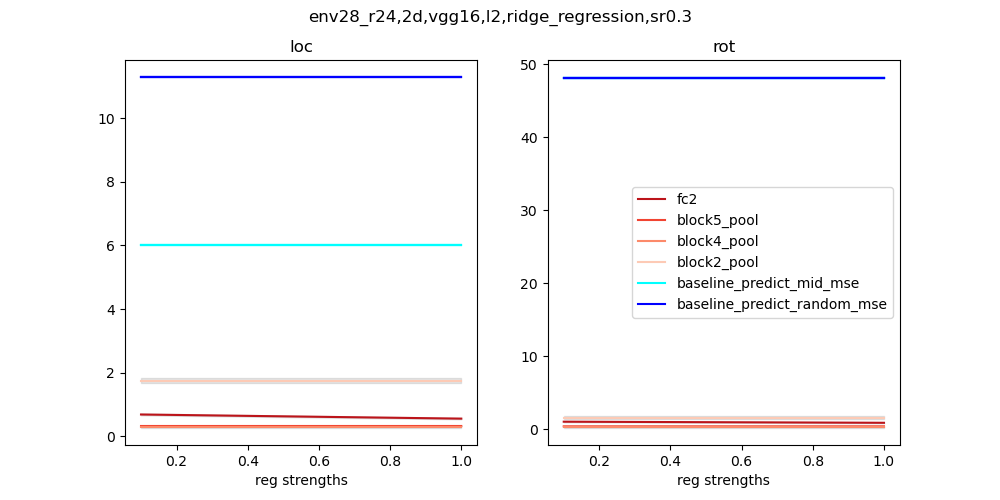 env28_r24,2d,vgg16,l2,ridge_regression,sr0.3
loc
rot
10
8
6
4
2
0
0.2 0.4 0.6 0.8 1.0
reg strengths
50
40
30
20
10
0
fc2
block5_pool
block4_pool
block2_pool
baseline_predict_mid_mse
baseline_predict_random_mse
0.2 0.4 0.6 0.8 1.0
reg strengths